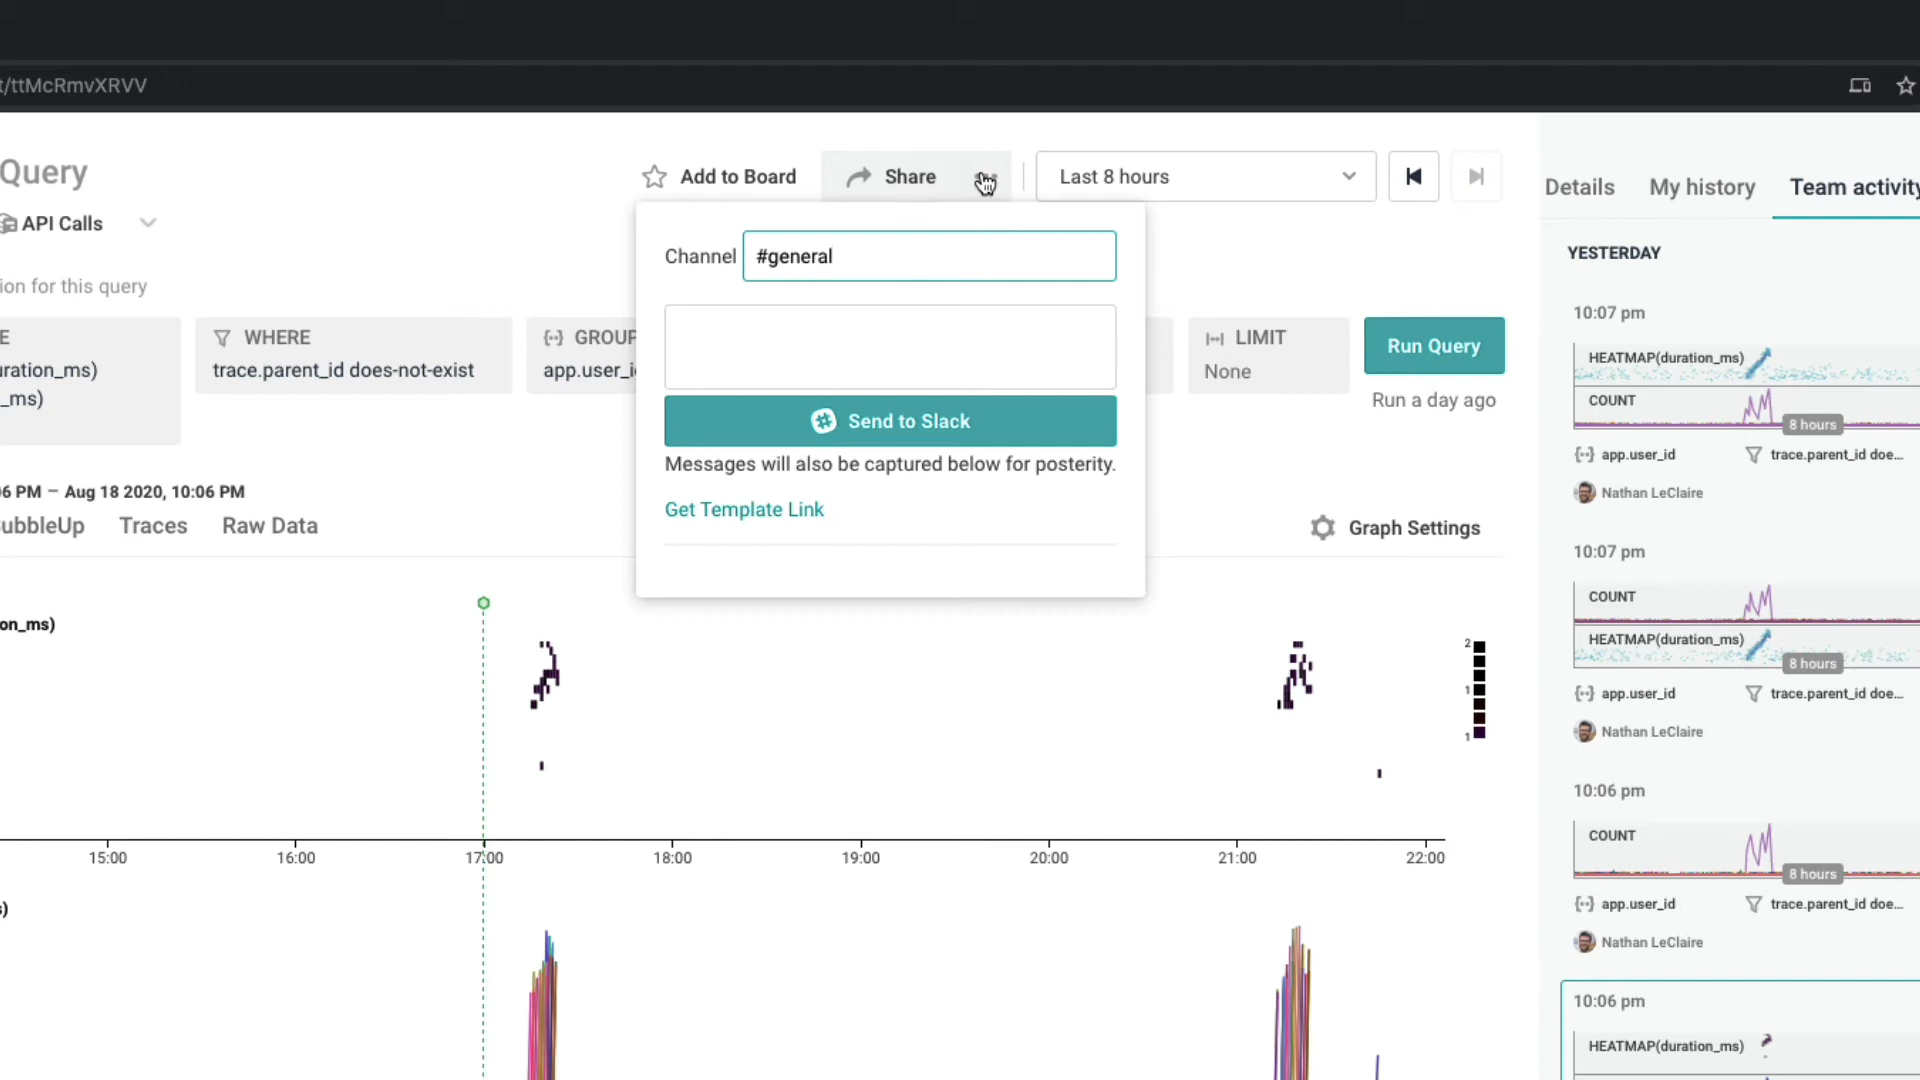 t/ttMcRmvXRVV
Query
Add to Board
Share
Last 8 hours
API Calls
ion for this query
Channel #general
WHERE
trace.parent_id does-not-exist
GROUP
app.user_i
LIMIT
None
Run Query
Run a day ago
E
uration_ms)
_ms)
Send to Slack
Messages will also be captured below for posterity.
Get Template Link
6 PM – Aug 18 2020, 10:06 PM
ubbleUp
Traces
Raw Data
Graph Settings
on_ms)
2
1
1
15:00
16:00
17:00
18:00
19:00
20:00
21:00
22:00
s)
Details
My history
Team activity
YESTERDAY
10:07 pm
HEATMAP(duration_ms)
COUNT
8 hours
app.user_id
trace.parent_id doe...
Nathan LeClaire
10:07 pm
COUNT
HEATMAP(duration_ms)
8 hours
app.user_id
trace.parent_id doe...
Nathan LeClaire
10:06 pm
COUNT
8 hours
app.user_id
trace.parent_id doe...
Nathan LeClaire
10:06 pm
HEATMAP(duration_ms)